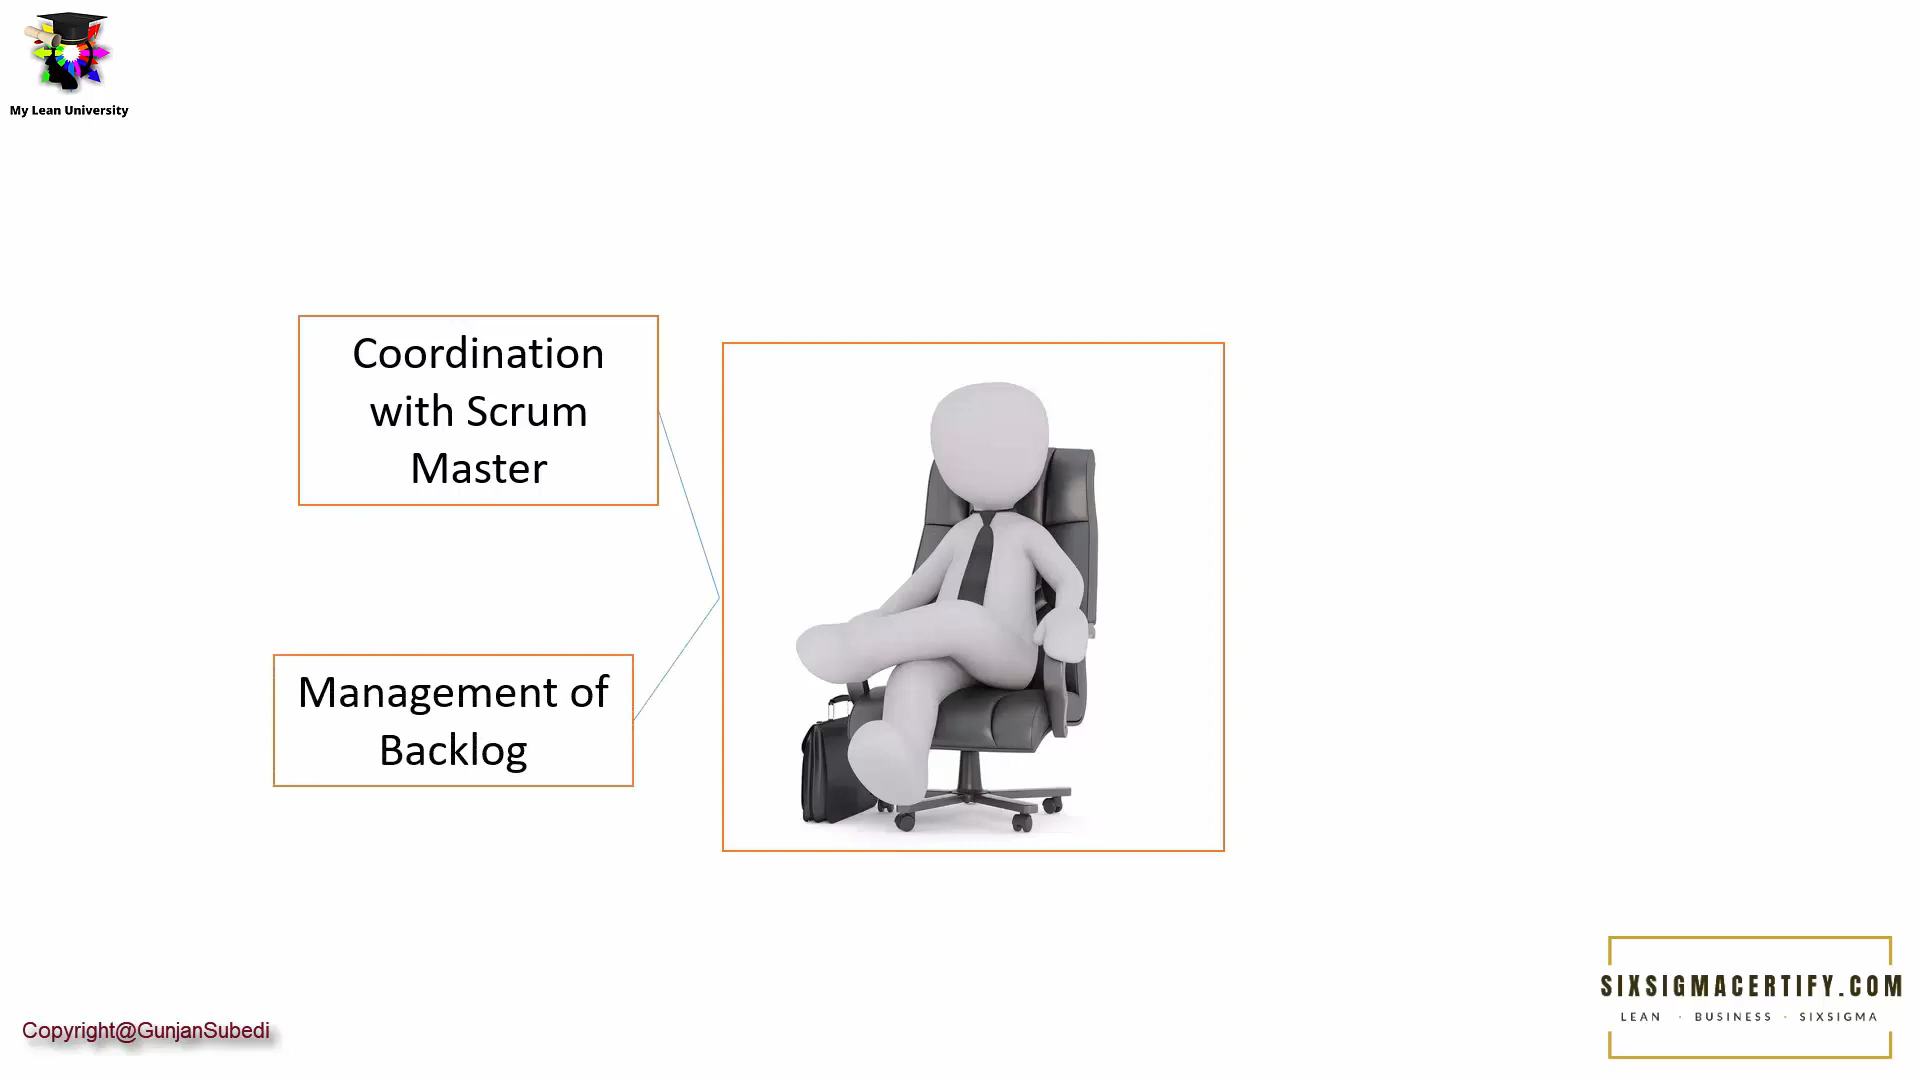 My Lean University
Coordination
with Scrum
Master
Management of
Backlog
SIXSIGMACERTIFY.COM
LEAN · BUSINESS · SIXSIGMA
Copyright@GunjanSubedi